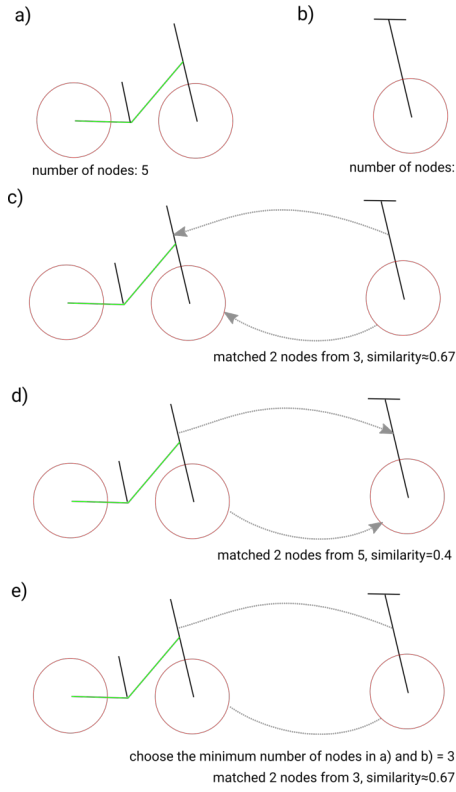 a)
b)
number of nodes: 5
number of nodes:
c)
matched 2 nodes from 3, similarity≈0.67
d)
matched 2 nodes from 5, similarity=0.4
e)
choose the minimum number of nodes in a) and b) = 3
matched 2 nodes from 3, similarity≈0.67